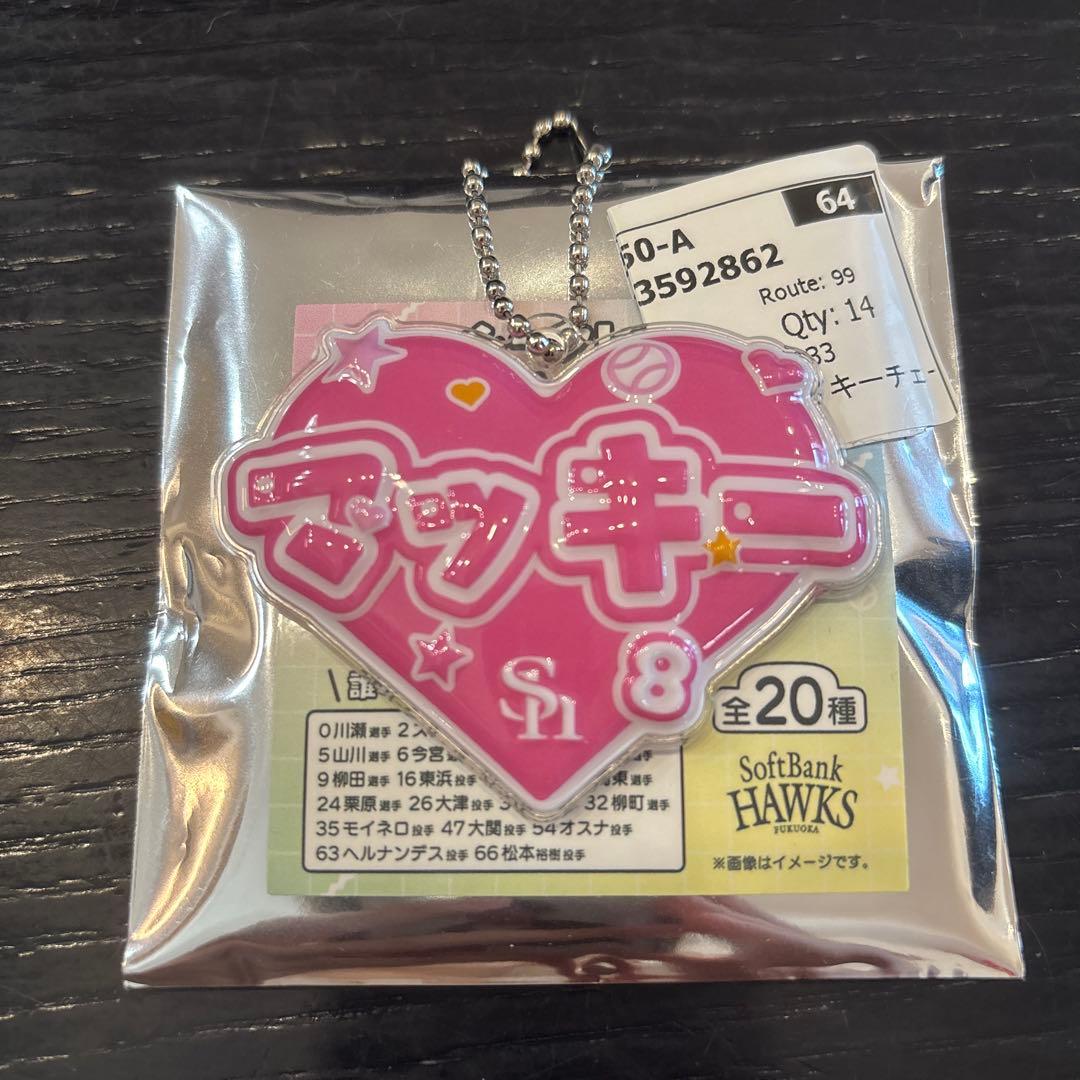 64
50-A
3592862
Route: 99
Qty: 14
33
キーチェー
マッキー
Sh
8
誰
0川瀬選手 2
5山川選手 6今宮
9柳田選手 16東浜投手 東選手
24栗原選手 26大津投手 32柳町選手
35モイネロ投手 47大関投手 54オスナ投手
63ヘルナンデス投手 66松本裕樹投手
全20種
SoftBank
HAWKS
FUKUOKA
※画像はイメージです。